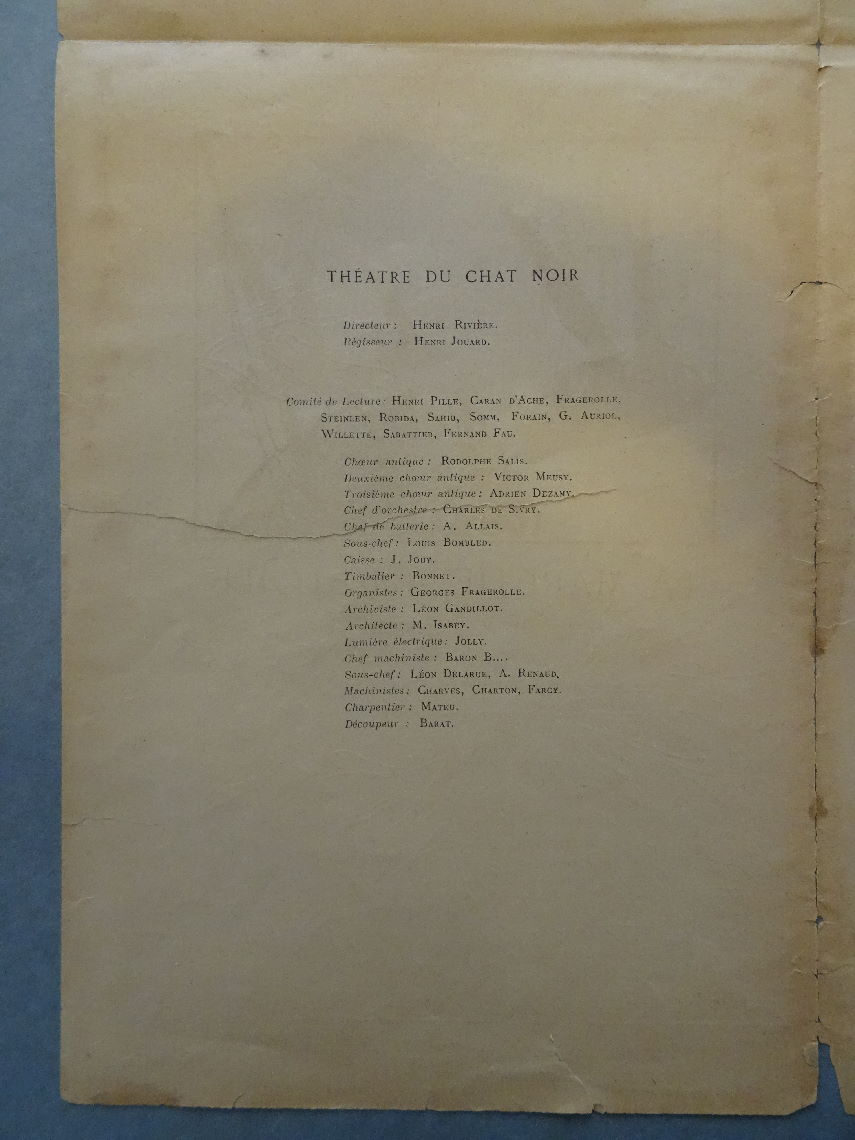 THÉATRE DU CHAT NOIR
Directeur : HENRI RIVIÈRE.
Régisseur : HENRI JOUARD.
Comité de Lecture : HENRI PILLE, CARAN D'ACHE, FRAGEROLLE,
STEINLEN, ROBIDA, SAHIB, SOMM, FORAIN, G. AURIOL,
WILLETTE, SABATTIER, FERNAND FAU.
Chœur antique : RODOLPHE SALIS.
Deuxième chœur antique : VICTOR MEUSY.
Troisième chœur antique : ADRIEN DEZAMY.
Chef d'orchestre : CHARLES DE SIVRY.
Chef de batterie : A. ALLAIS.
Sous-chef : LOUIS BOMBLED.
Caisse : J. JOUY.
Timbalier : BONNET.
Organistes : GEORGES FRAGEROLLE.
Archiviste : LÉON GANDILLOT.
Architecte : M. ISABEY.
Lumière électrique : JOLLY.
Chef machiniste : BARON B....
Sous-chef : LÉON DELARUE, A. RENAUD.
Machinistes : CHARVES, CHARTON, FARCY.
Charpentier : MATHU.
Découpeur : BARAT.